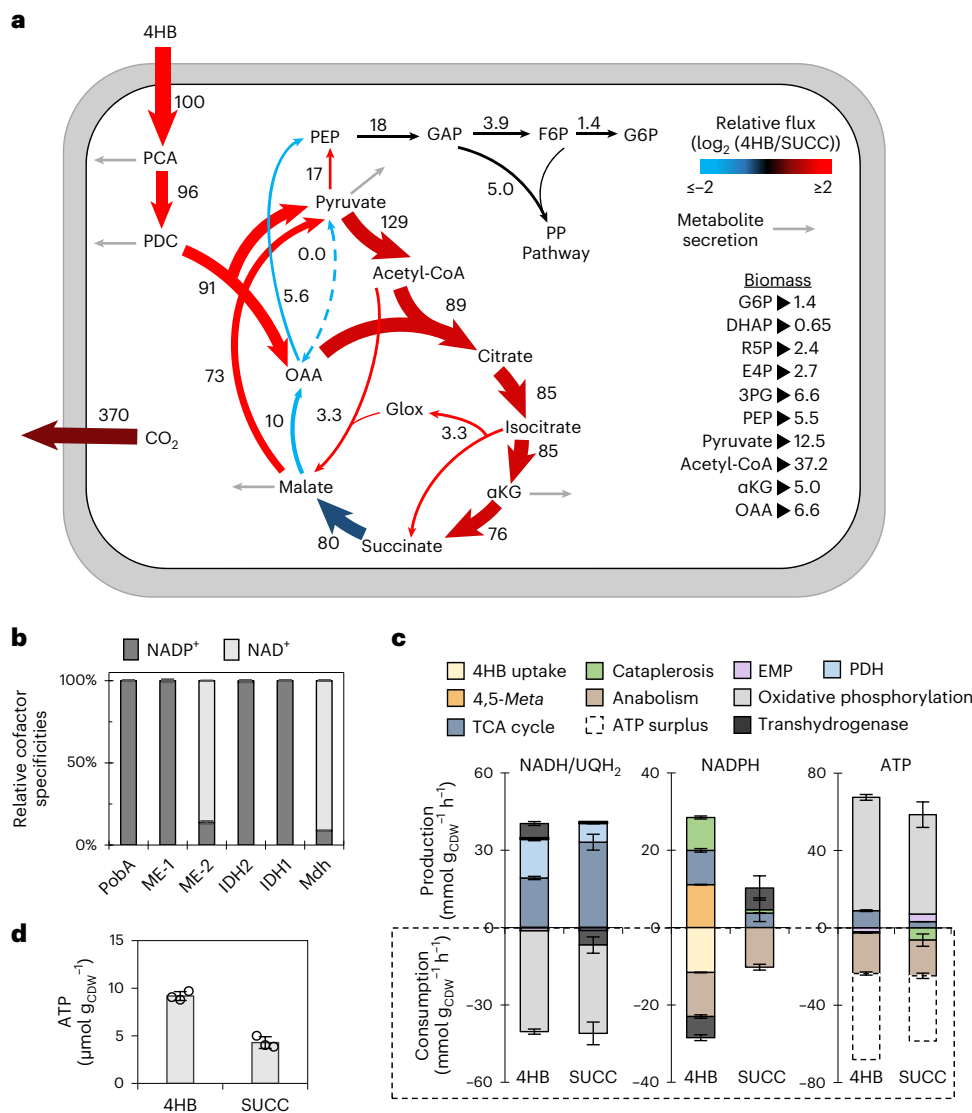 a
4HB
100
PCA
96
PDC
91
73
370
CO2
PEP
18
GAP
3.9
F6P
1.4
G6P
17
5.0
PP
Pathway
Pyruvate
129
0.0
5.6
Acetyl-CoA
89
OAA
Citrate
85
10
3.3
Glox
3.3
Isocitrate
85
Malate
αKG
76
80
Succinate
Relative flux
(log2 (4HB/SUCC))
≤−2
≥2
Metabolite
secretion
Biomass
G6P ▶ 1.4
DHAP ▶ 0.65
R5P ▶ 2.4
E4P ▶ 2.7
3PG ▶ 6.6
PEP ▶ 5.5
Pyruvate ▶ 12.5
Acetyl-CoA ▶ 37.2
αKG ▶ 5.0
OAA ▶ 6.6
b
NADP+
NAD+
Relative cofactor
specificities
100%
50%
0%
PobA
ME-1
ME-2
IDH2
IDH1
Mdh
c
4HB uptake
Cataplerosis
EMP
PDH
4,5-Meta
Anabolism
Oxidative phosphorylation
TCA cycle
ATP surplus
Transhydrogenase
NADH/UQH2
NADPH
ATP
Production
(mmol gCDW−1 h−1)
Consumption
(mmol gCDW−1 h−1)
60
30
0
−30
−60
4HB
SUCC
40
20
0
−20
−40
4HB
SUCC
80
40
0
−40
−80
4HB
SUCC
d
ATP
(μmol gCDW−1)
15
10
5
0
4HB
SUCC